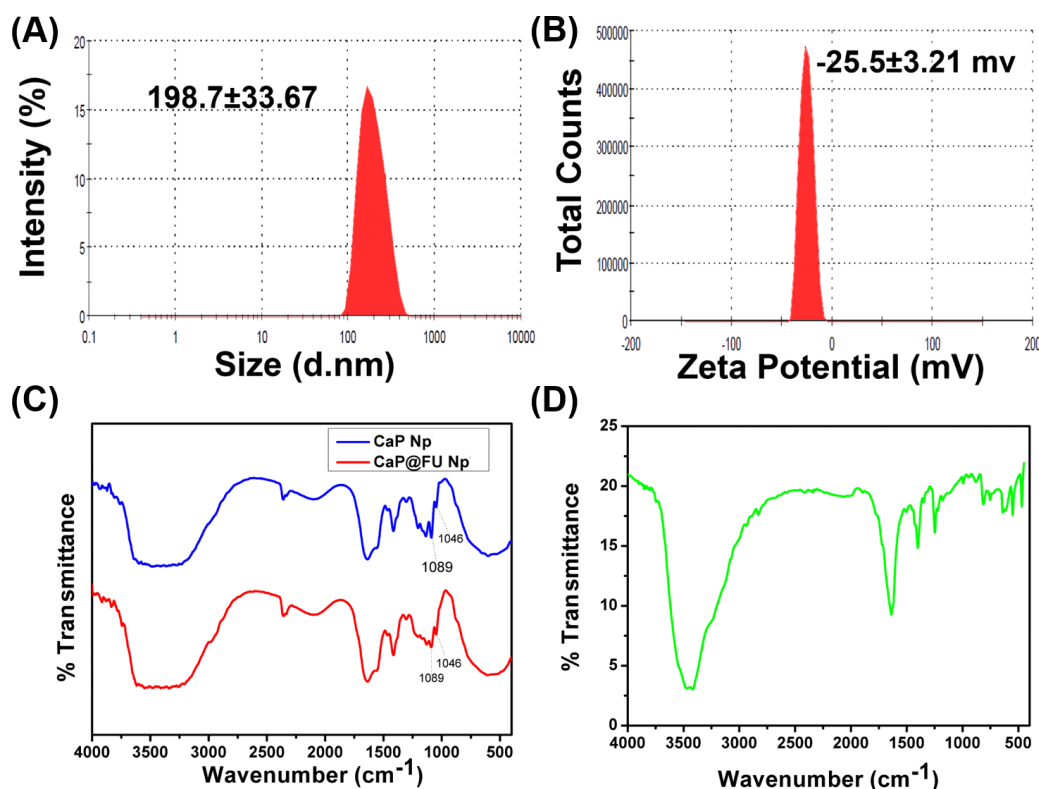 (A)
20
15
10
5
0
198.7±33.67
Intensity (%)
0.1
1
10
100
1000
10000
Size (d.nm)
(B)
500000
400000
300000
200000
100000
0
-25.5±3.21 mv
Total Counts
-200
-100
0
100
200
Zeta Potential (mV)
(C)
CaP Np
CaP@FU Np
1046
1089
1046
1089
% Transmittance
4000 3500 3000 2500 2000 1500 1000 500
Wavenumber (cm-1)
(D)
25
20
15
10
5
0
% Transmittance
4000 3500 3000 2500 2000 1500 1000 500
Wavenumber (cm-1)